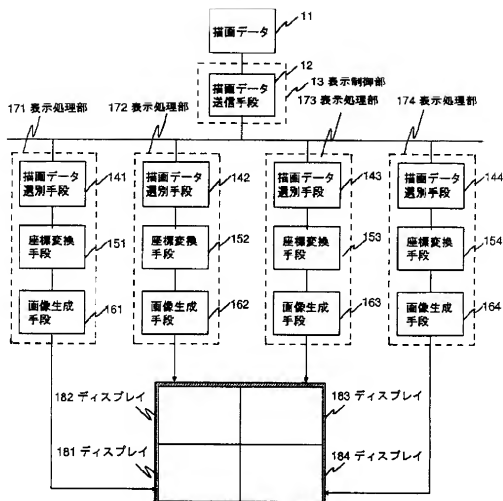 11
描画データ
12
描画データ
送信手段
13 表示制御部
171 表示処理部
172 表示処理部
173 表示処理部
174 表示処理部
描画データ
選別手段
141
描画データ
選別手段
142
描画データ
選別手段
143
描画データ
選別手段
144
座標変換
手段
151
座標変換
手段
152
座標変換
手段
153
座標変換
手段
154
画像生成
手段
161
画像生成
手段
162
画像生成
手段
163
画像生成
手段
164
182 ディスプレイ
183 ディスプレイ
181 ディスプレイ
184 ディスプレイ